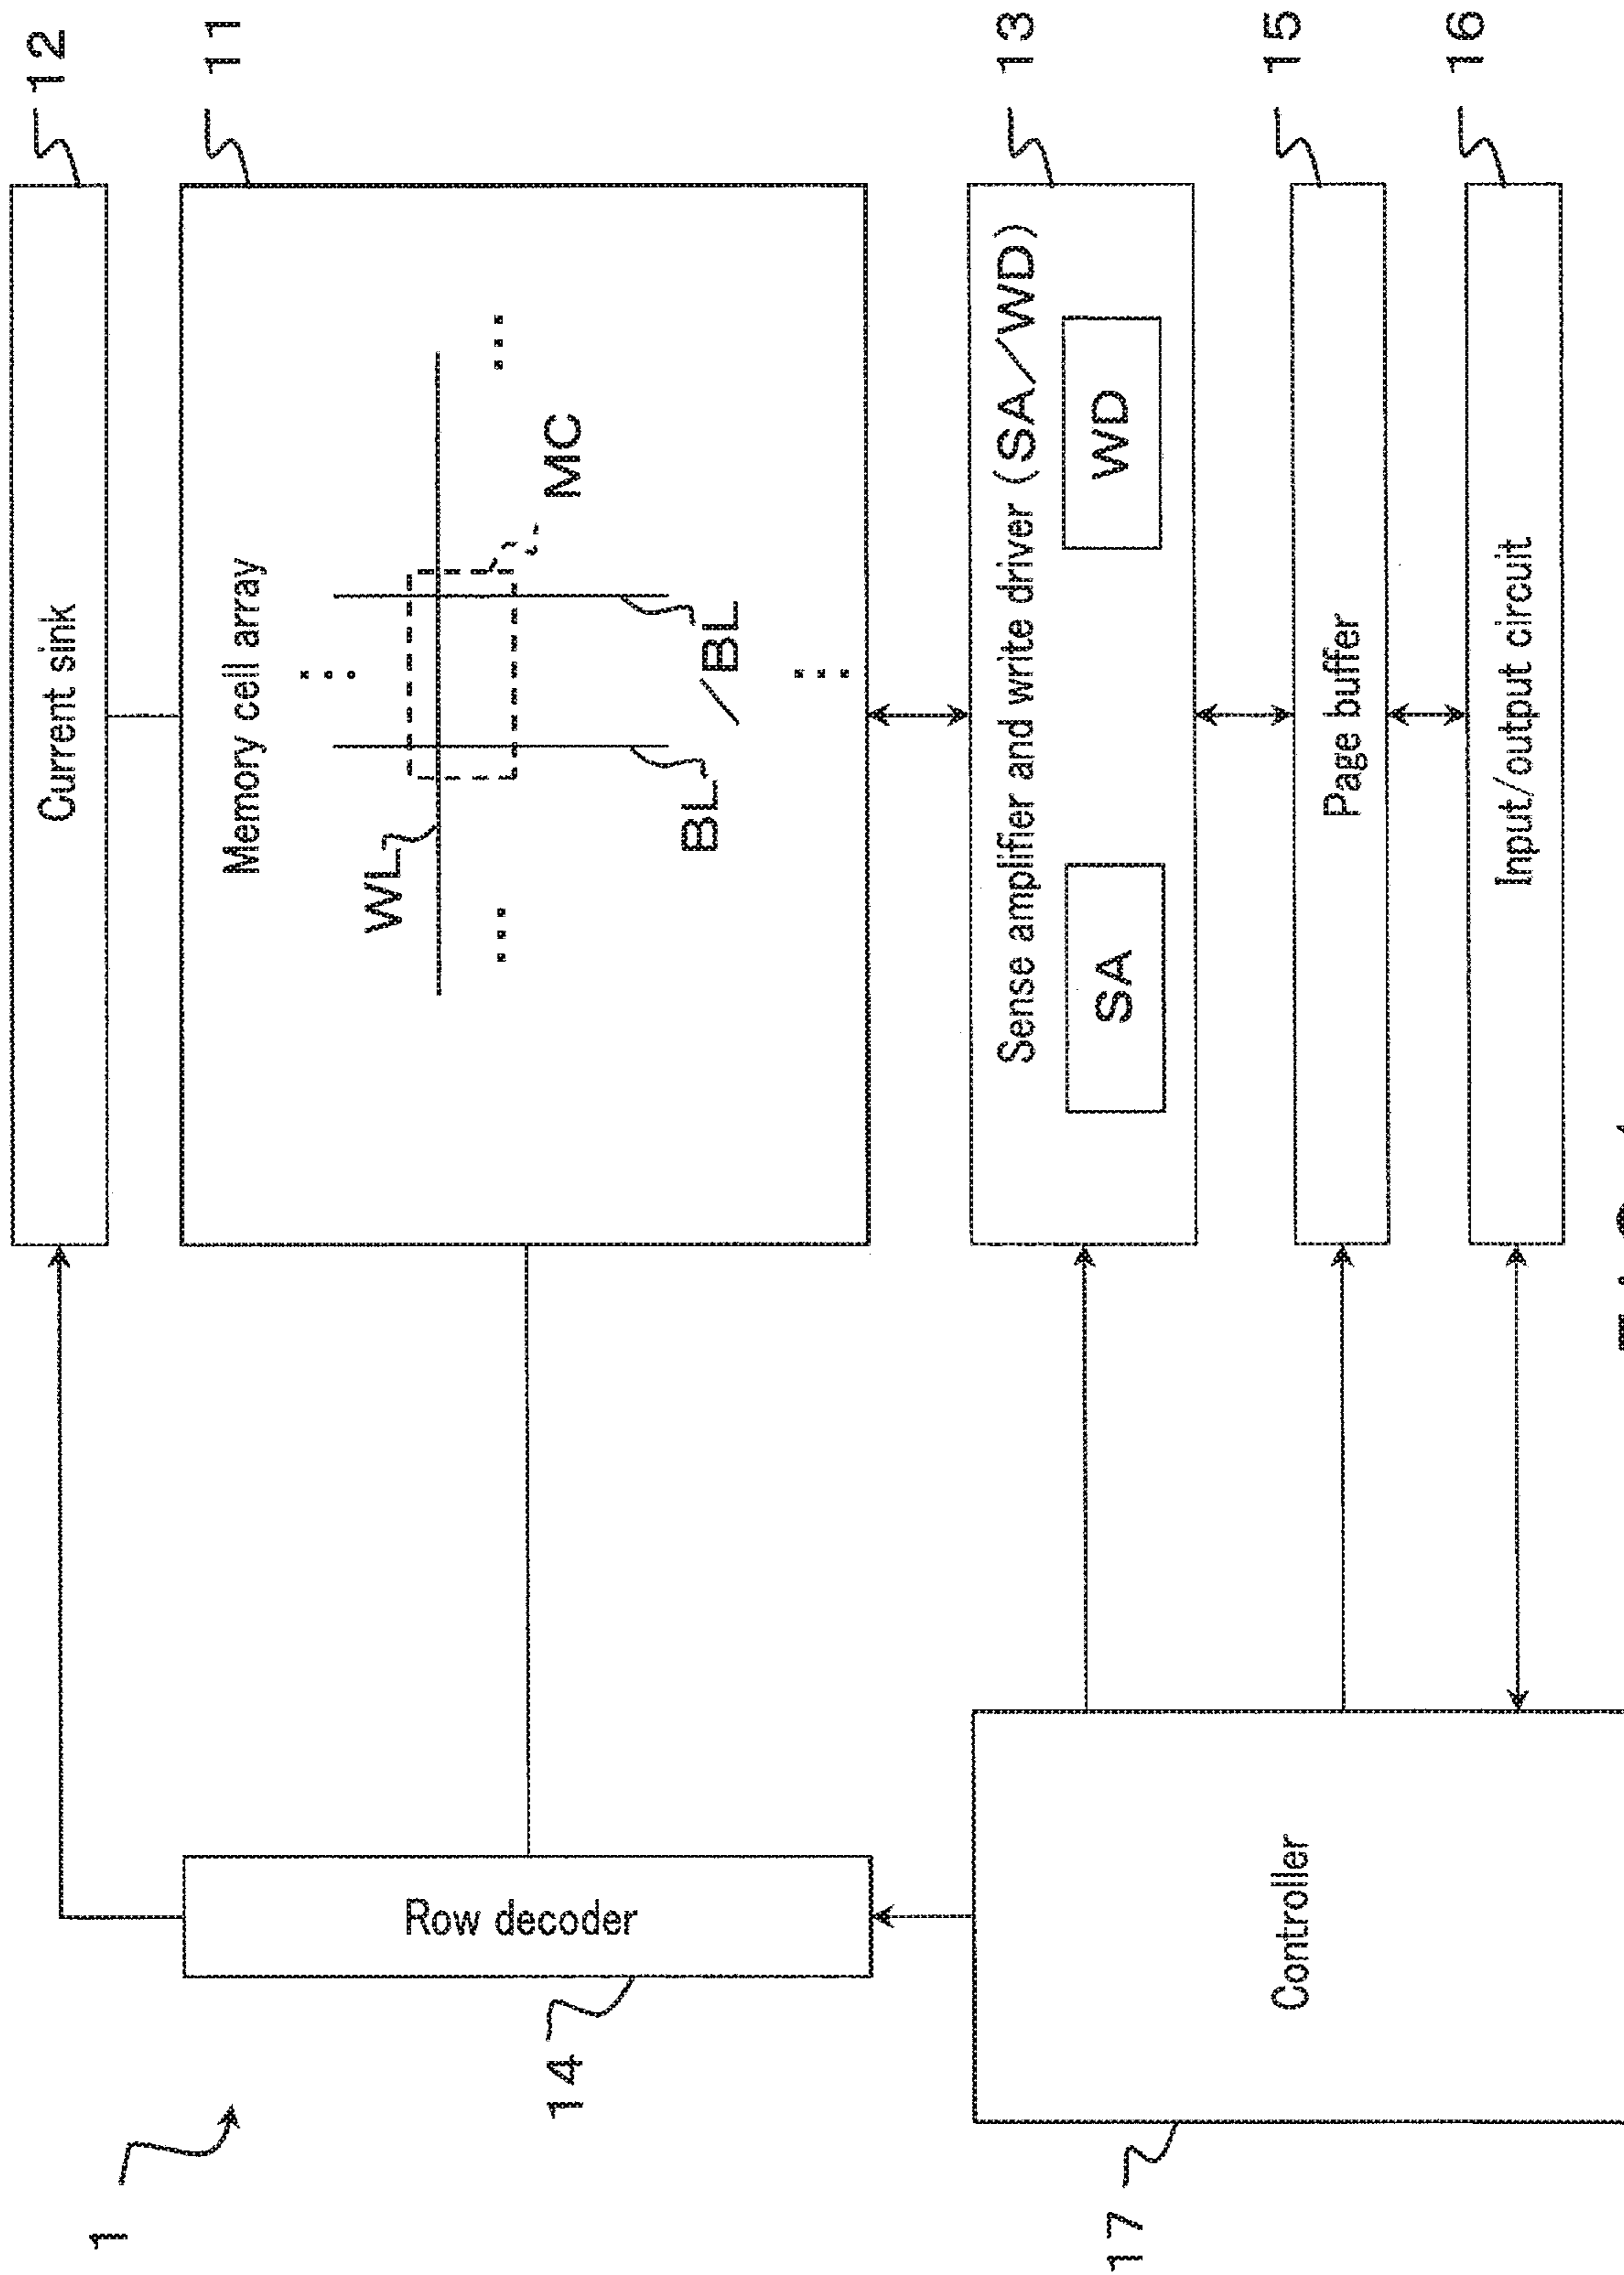 12
Current sink
11
Memory cell array
WL
MC
BL
/BL
13
Sense amplifier and write driver (SA/WD)
SA
WD
15
Page buffer
16
Input/output circuit
1
14
Row decoder
17
Controller